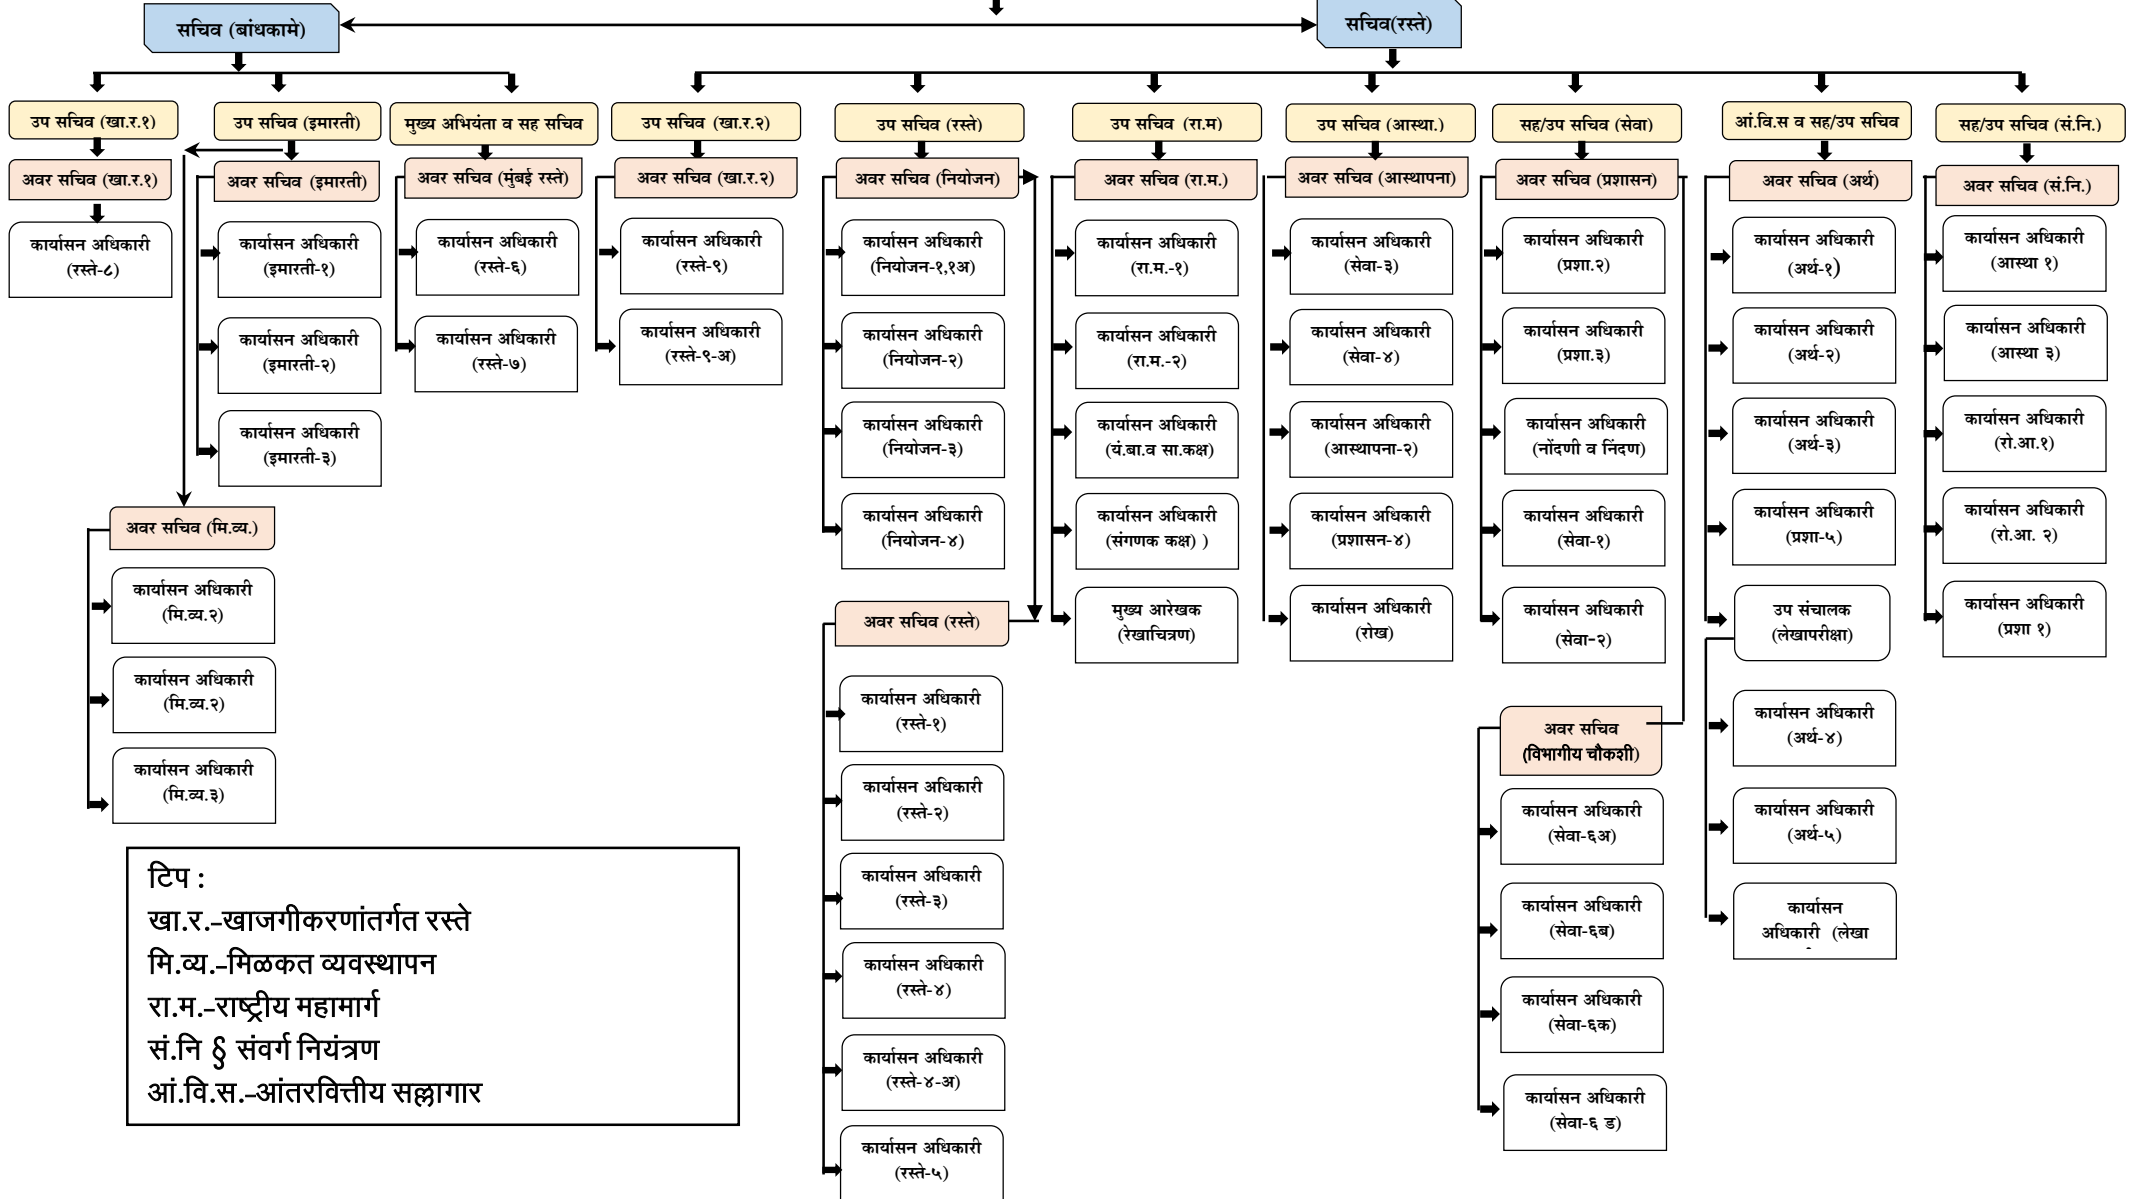 सचिव (बांधकामे)
सचिव(रस्ते)
उप सचिव (खा.र.१)
उप सचिव (इमारती)
मुख्य अभियंता व सह सचिव
उप सचिव (खा.र.२)
उप सचिव (रस्ते)
उप सचिव (रा.म)
उप सचिव (आस्था.)
सह/उप सचिव (सेवा)
आं.वि.स व सह/उप सचिव
सह/उप सचिव (सं.नि.)
अवर सचिव (खा.र.१)
अवर सचिव (इमारती)
अवर सचिव (मुंबई रस्ते)
अवर सचिव (खा.र.२)
अवर सचिव (नियोजन)
अवर सचिव (रा.म.)
अवर सचिव (आस्थापना)
अवर सचिव (प्रशासन)
अवर सचिव (अर्थ)
अवर सचिव (सं.नि.)
कार्यासन अधिकारी
(रस्ते-८)
कार्यासन अधिकारी
(इमारती-१)
कार्यासन अधिकारी
(इमारती-२)
कार्यासन अधिकारी
(इमारती-३)
अवर सचिव (मि.व्य.)
कार्यासन अधिकारी
(मि.व्य.२)
कार्यासन अधिकारी
(मि.व्य.२)
कार्यासन अधिकारी
(मि.व्य.३)
कार्यासन अधिकारी
(रस्ते-६)
कार्यासन अधिकारी
(रस्ते-७)
कार्यासन अधिकारी
(रस्ते-९)
कार्यासन अधिकारी
(रस्ते-९-अ)
कार्यासन अधिकारी
(नियोजन-१,१अ)
कार्यासन अधिकारी
(नियोजन-२)
कार्यासन अधिकारी
(नियोजन-३)
कार्यासन अधिकारी
(नियोजन-४)
अवर सचिव (रस्ते)
कार्यासन अधिकारी
(रस्ते-१)
कार्यासन अधिकारी
(रस्ते-२)
कार्यासन अधिकारी
(रस्ते-३)
कार्यासन अधिकारी
(रस्ते-४)
कार्यासन अधिकारी
(रस्ते-४-अ)
कार्यासन अधिकारी
(रस्ते-५)
कार्यासन अधिकारी
(रा.म.-१)
कार्यासन अधिकारी
(रा.म.-२)
कार्यासन अधिकारी
(यं.बा.व सा.कक्ष)
कार्यासन अधिकारी
(संगणक कक्ष) )
मुख्य आरेखक
(रेखाचित्रण)
कार्यासन अधिकारी
(सेवा-३)
कार्यासन अधिकारी
(सेवा-४)
कार्यासन अधिकारी
(आस्थापना-२)
कार्यासन अधिकारी
(प्रशासन-४)
कार्यासन अधिकारी
(रोख)
कार्यासन अधिकारी
(प्रशा.२)
कार्यासन अधिकारी
(प्रशा.३)
कार्यासन अधिकारी
(नोंदणी व निंदण)
कार्यासन अधिकारी
(सेवा-१)
कार्यासन अधिकारी
(सेवा-२)
अवर सचिव
(विभागीय चौकशी)
कार्यासन अधिकारी
(सेवा-६अ)
कार्यासन अधिकारी
(सेवा-६ब)
कार्यासन अधिकारी
(सेवा-६क)
कार्यासन अधिकारी
(सेवा-६ ड)
कार्यासन अधिकारी
(अर्थ-१)
कार्यासन अधिकारी
(अर्थ-२)
कार्यासन अधिकारी
(अर्थ-३)
कार्यासन अधिकारी
(प्रशा-५)
उप संचालक
(लेखापरीक्षा)
कार्यासन अधिकारी
(अर्थ-४)
कार्यासन अधिकारी
(अर्थ-५)
कार्यासन
अधिकारी (लेखा
कार्यासन अधिकारी
(आस्था १)
कार्यासन अधिकारी
(आस्था ३)
कार्यासन अधिकारी
(रो.आ.१)
कार्यासन अधिकारी
(रो.आ. २)
कार्यासन अधिकारी
(प्रशा १)
टिप :
खा.र.-खाजगीकरणांतर्गत रस्ते
मि.व्य.-मिळकत व्यवस्थापन
रा.म.-राष्ट्रीय महामार्ग
सं.नि § संवर्ग नियंत्रण
आं.वि.स.-आंतरवित्तीय सल्लागार